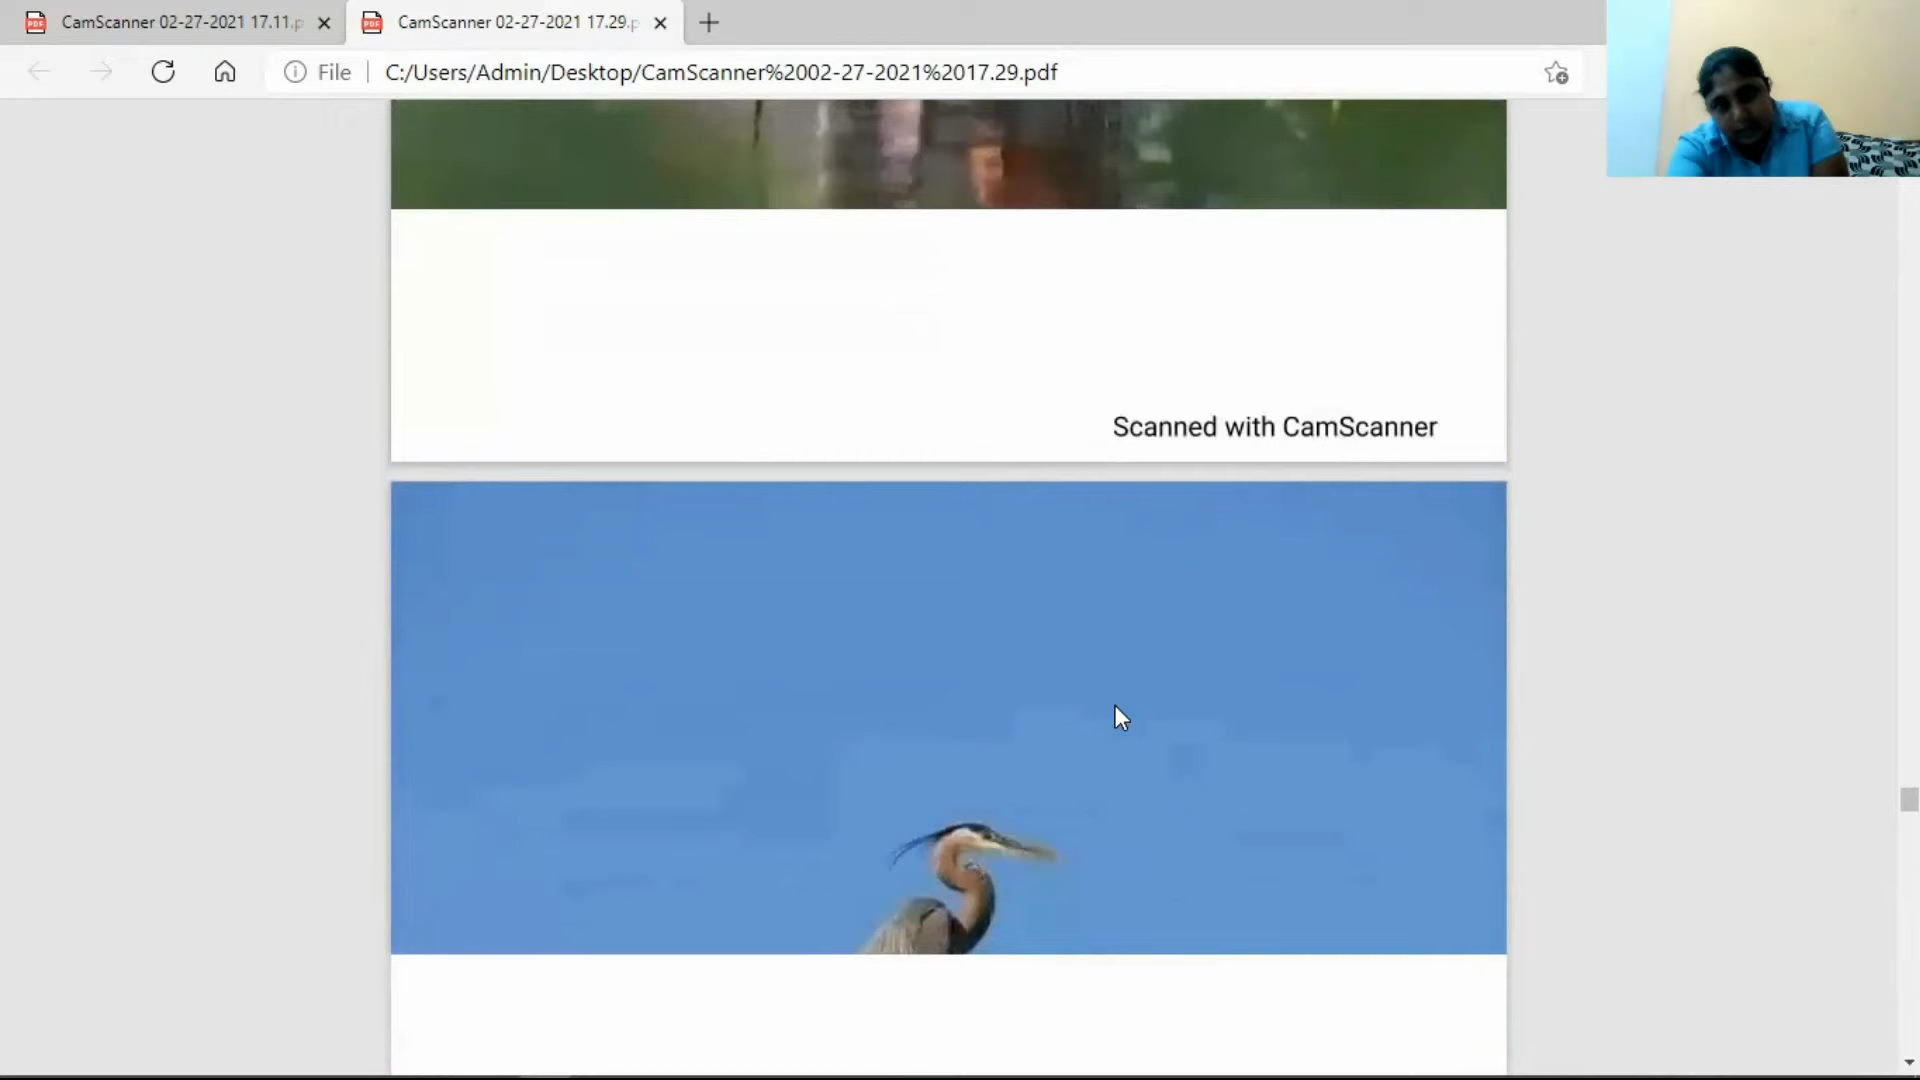 CamScanner 02-27-2021 17.11.p
CamScanner 02-27-2021 17.29.p
File
C:/Users/Admin/Desktop/CamScanner%2002-27-2021%2017.29.pdf
Scanned with CamScanner